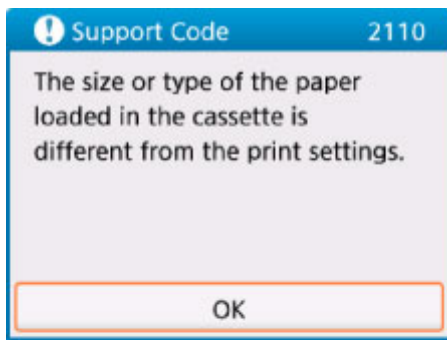 Support Code 2110
The size or type of the paper
loaded in the cassette is
different from the print settings.
OK